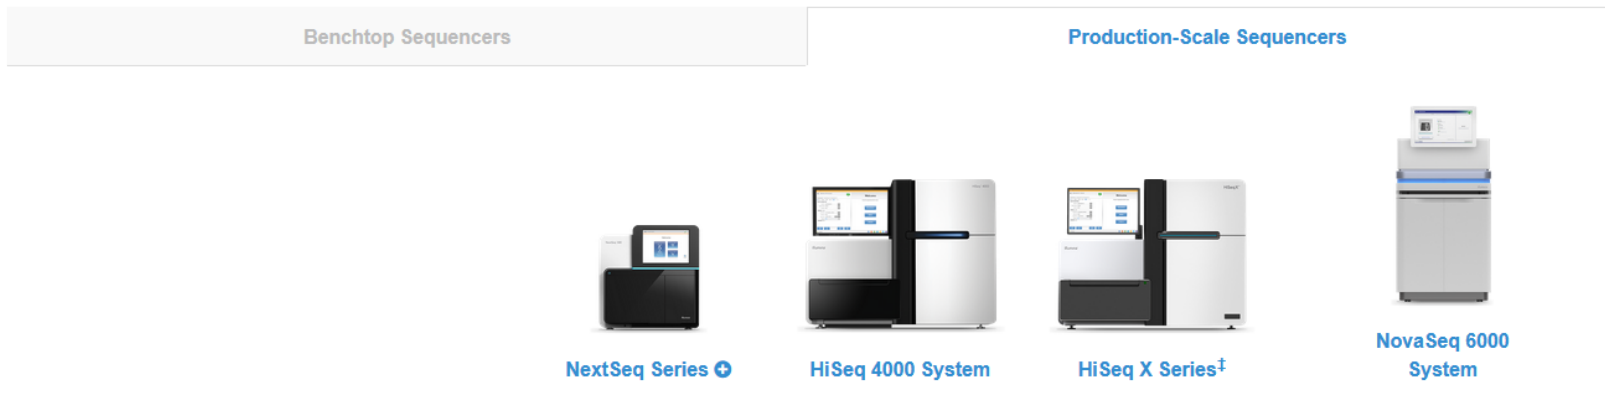 Benchtop Sequencers
Production-Scale Sequencers
NextSeq Series
HiSeq 4000 System
HiSeq X Series‡
NovaSeq 6000
System